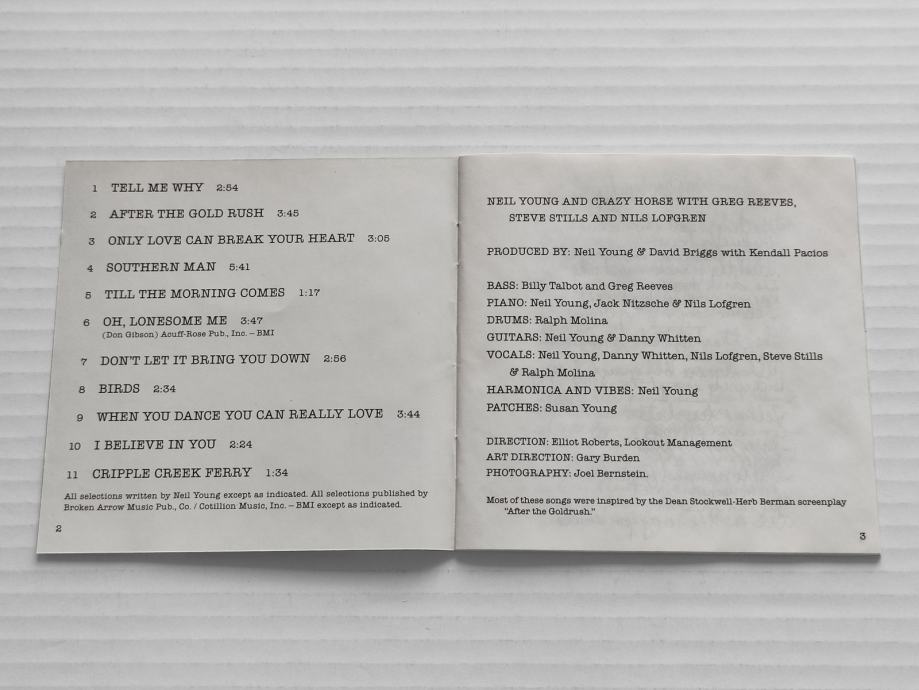 1 TELL ME WHY 2:54
2 AFTER THE GOLD RUSH 3:45
3 ONLY LOVE CAN BREAK YOUR HEART 3:05
4 SOUTHERN MAN 5:41
5 TILL THE MORNING COMES 1:17
6 OH, LONESOME ME 3:47
(Don Gibson) Acuff-Rose Pub., Inc. – BMI
7 DON'T LET IT BRING YOU DOWN 2:56
8 BIRDS 2:34
9 WHEN YOU DANCE YOU CAN REALLY LOVE 3:44
10 I BELIEVE IN YOU 2:24
11 CRIPPLE CREEK FERRY 1:34
All selections written by Neil Young except as indicated. All selections published by
Broken Arrow Music Pub., Co. / Cotillion Music, Inc. – BMI except as indicated.
2
NEIL YOUNG AND CRAZY HORSE WITH GREG REEVES,
STEVE STILLS AND NILS LOFGREN
PRODUCED BY: Neil Young & David Briggs with Kendall Pacios
BASS: Billy Talbot and Greg Reeves
PIANO: Neil Young, Jack Nitzsche & Nils Lofgren
DRUMS: Ralph Molina
GUITARS: Neil Young & Danny Whitten
VOCALS: Neil Young, Danny Whitten, Nils Lofgren, Steve Stills
& Ralph Molina
HARMONICA AND VIBES: Neil Young
PATCHES: Susan Young
DIRECTION: Elliot Roberts, Lookout Management
ART DIRECTION: Gary Burden
PHOTOGRAPHY: Joel Bernstein.
Most of these songs were inspired by the Dean Stockwell-Herb Berman screenplay
"After the Goldrush."
3